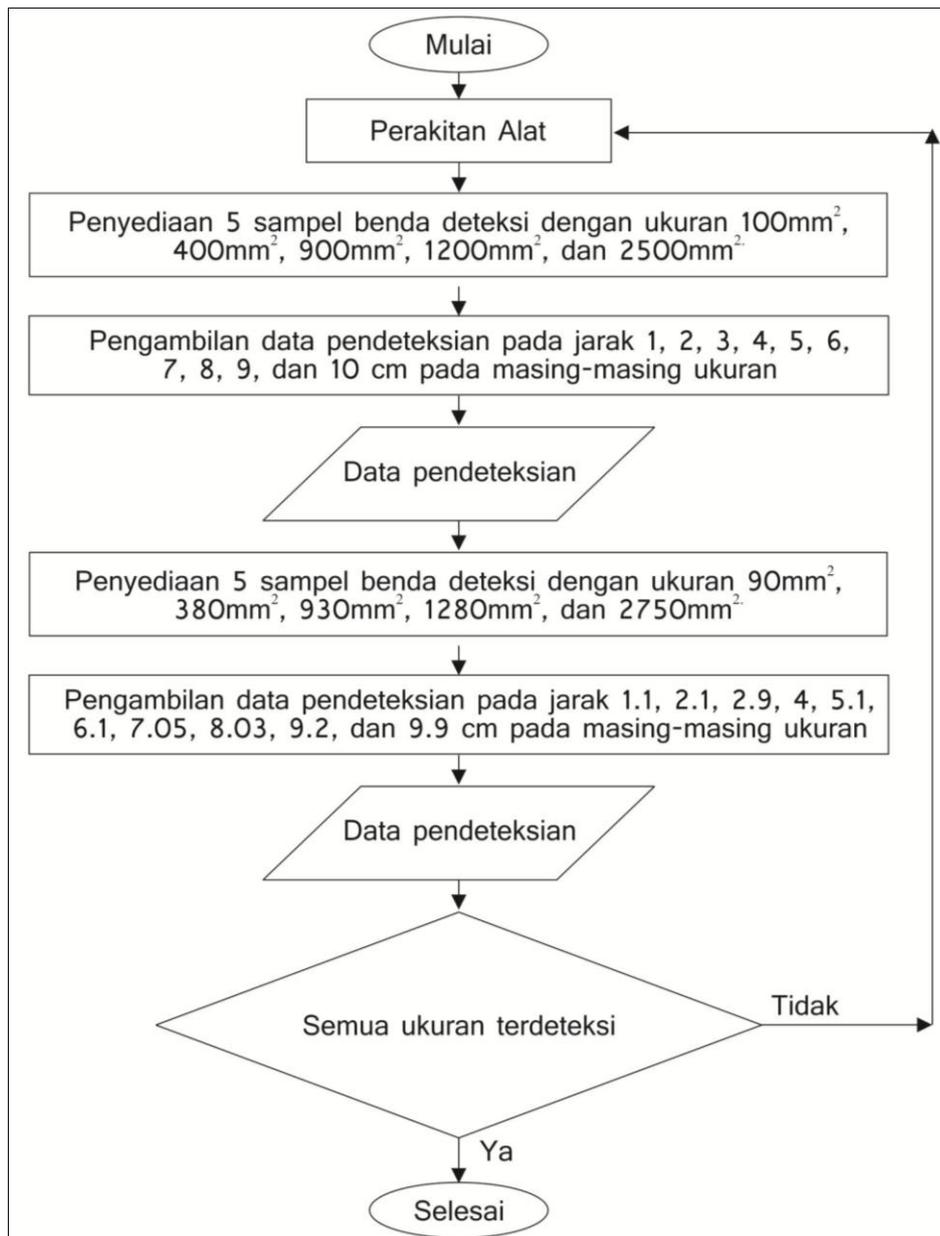 Mulai
Perakitan Alat
Penyediaan 5 sampel benda deteksi dengan ukuran 100mm²,
400mm², 900mm², 1200mm², dan 2500mm².
Pengambilan data pendeteksian pada jarak 1, 2, 3, 4, 5, 6,
7, 8, 9, dan 10 cm pada masing-masing ukuran
Data pendeteksian
Penyediaan 5 sampel benda deteksi dengan ukuran 90mm²,
380mm², 930mm², 1280mm², dan 2750mm².
Pengambilan data pendeteksian pada jarak 1.1, 2.1, 2.9, 4, 5.1,
6.1, 7.05, 8.03, 9.2, dan 9.9 cm pada masing-masing ukuran
Data pendeteksian
Semua ukuran terdeteksi
Tidak
Ya
Selesai